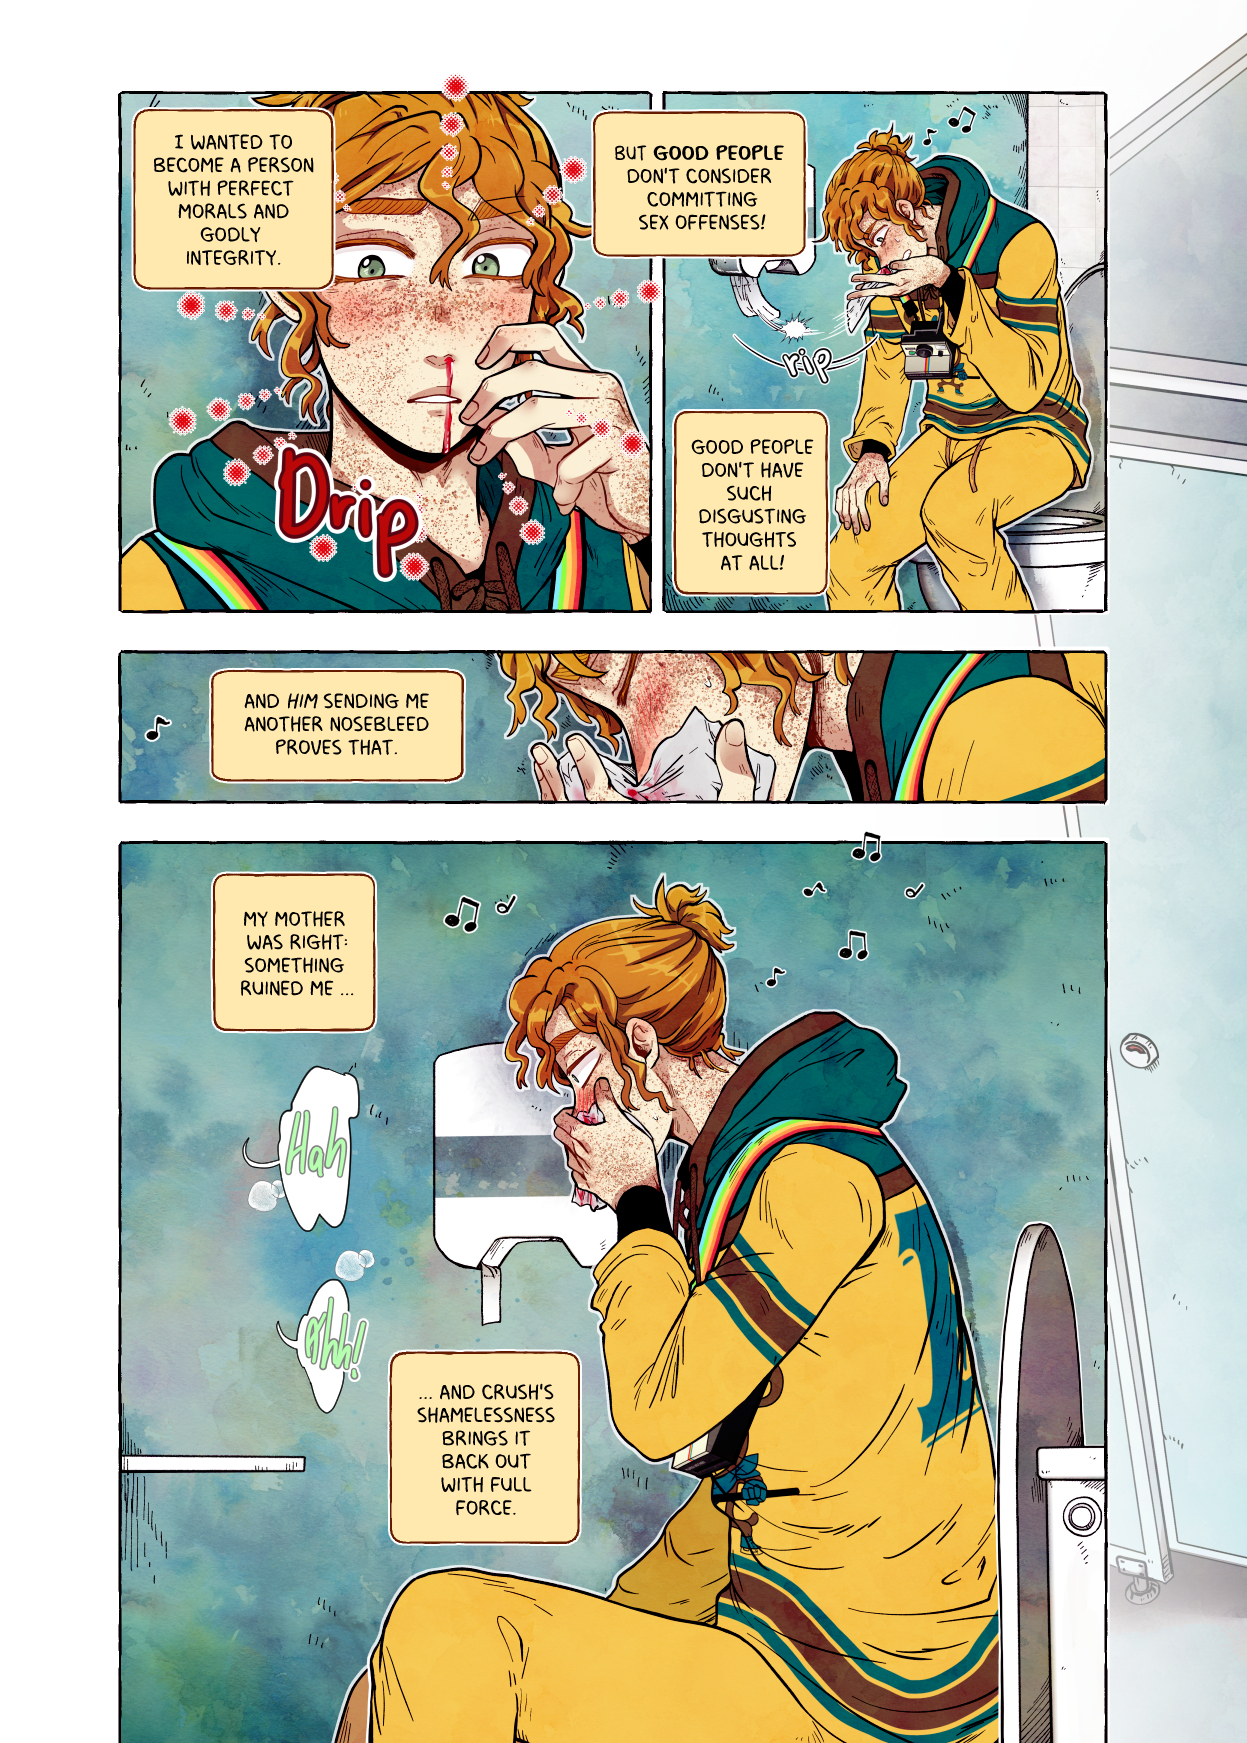 I WANTED TO
BECOME A PERSON
WITH PERFECT
MORALS AND
GODLY
INTEGRITY.
Drip
BUT GOOD PEOPLE
DON'T CONSIDER
COMMITTING
SEX OFFENSES!
rip
GOOD PEOPLE
DON'T HAVE
SUCH
DISGUSTING
THOUGHTS
AT ALL!
AND HIM SENDING ME
ANOTHER NOSEBLEED
PROVES THAT.
MY MOTHER
WAS RIGHT:
SOMETHING
RUINED ME ...
Hah
Ahh!
... AND CRUSH'S
SHAMELESSNESS
BRINGS IT
BACK OUT
WITH FULL
FORCE.